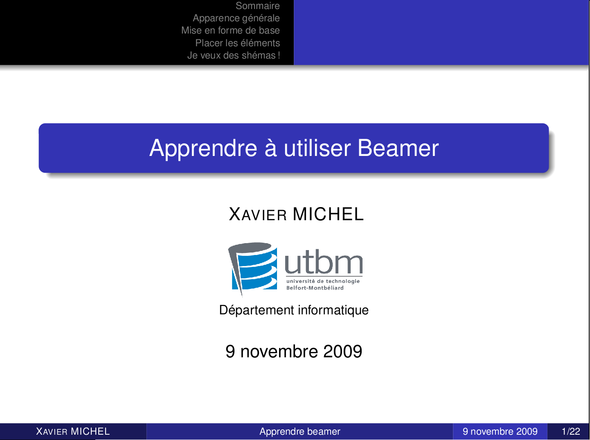 Sommaire
Apparence générale
Mise en forme de base
Placer les éléments
Je veux des shémas !
Apprendre à utiliser Beamer
XAVIER MICHEL
utbm
université de technologie
Belfort-Montbéliard
Département informatique
9 novembre 2009
XAVIER MICHEL Apprendre beamer 9 novembre 2009 1/22